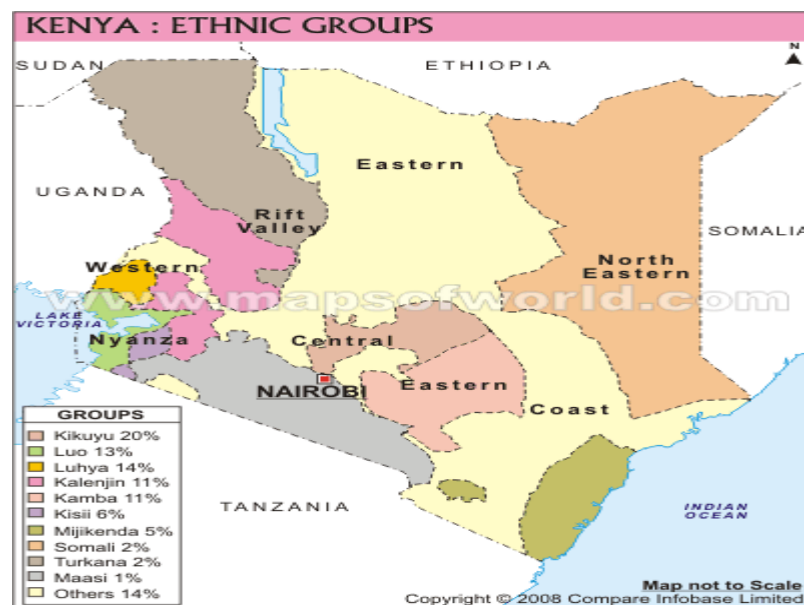 KENYA : ETHNIC GROUPS
SUDAN
ETHIOPIA
N
Eastern
UGANDA
Rift
Valley
SOMALIA
Western
North
Eastern
www.mapsofworld.com
LAKE
VICTORIA
Nyanza
Central
NAIROBI
Eastern
Coast
GROUPS
Kikuyu 20%
Luo 13%
Luhya 14%
Kalenjin 11%
Kamba 11%
Kisii 6%
Mijikenda 5%
Somali 2%
Turkana 2%
Maasi 1%
Others 14%
TANZANIA
INDIAN
OCEAN
Map not to Scale
Copyright © 2008 Compare Infobase Limited